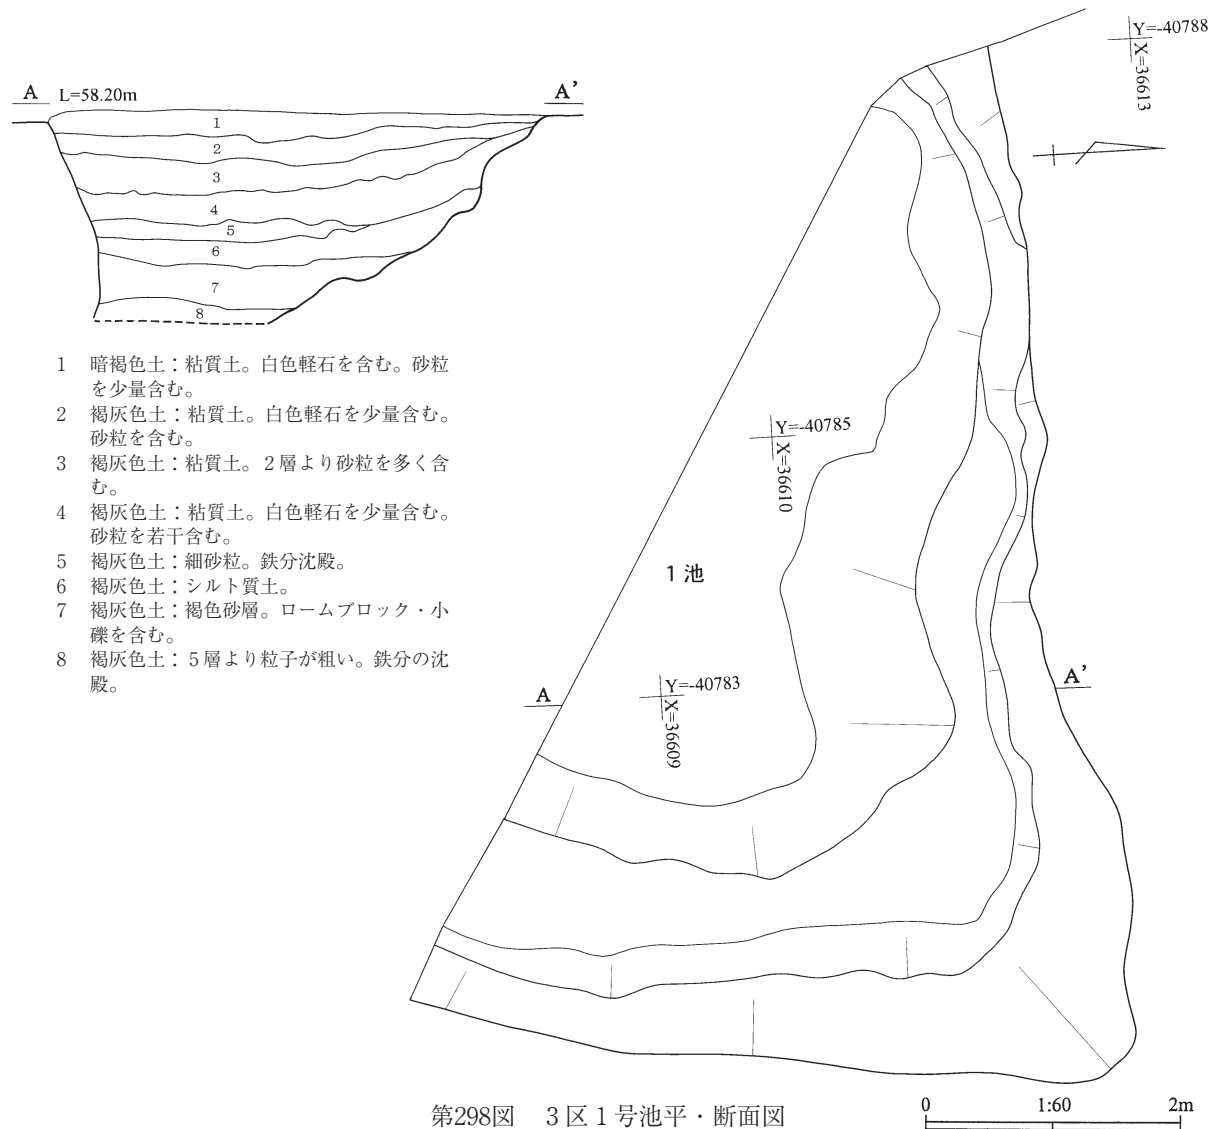 A L=58.20m A'
1
2
3
4
5
6
7
8
1 暗褐色土：粘質土。白色軽石を含む。砂粒
を少量含む。
2 褐灰色土：粘質土。白色軽石を少量含む。
砂粒を含む。
3 褐灰色土：粘質土。２層より砂粒を多く含
む。
4 褐灰色土：粘質土。白色軽石を少量含む。
砂粒を若干含む。
5 褐灰色土：細砂粒。鉄分沈殿。
6 褐灰色土：シルト質土。
7 褐灰色土：褐色砂層。ロームブロック・小
礫を含む。
8 褐灰色土：５層より粒子が粗い。鉄分の沈
殿。
Y=-40788
X=36613
Y=-40785
X=36610
1池
Y=-40783
X=36609
A
A'
第298図　３区１号池平・断面図
0 1:60 2m